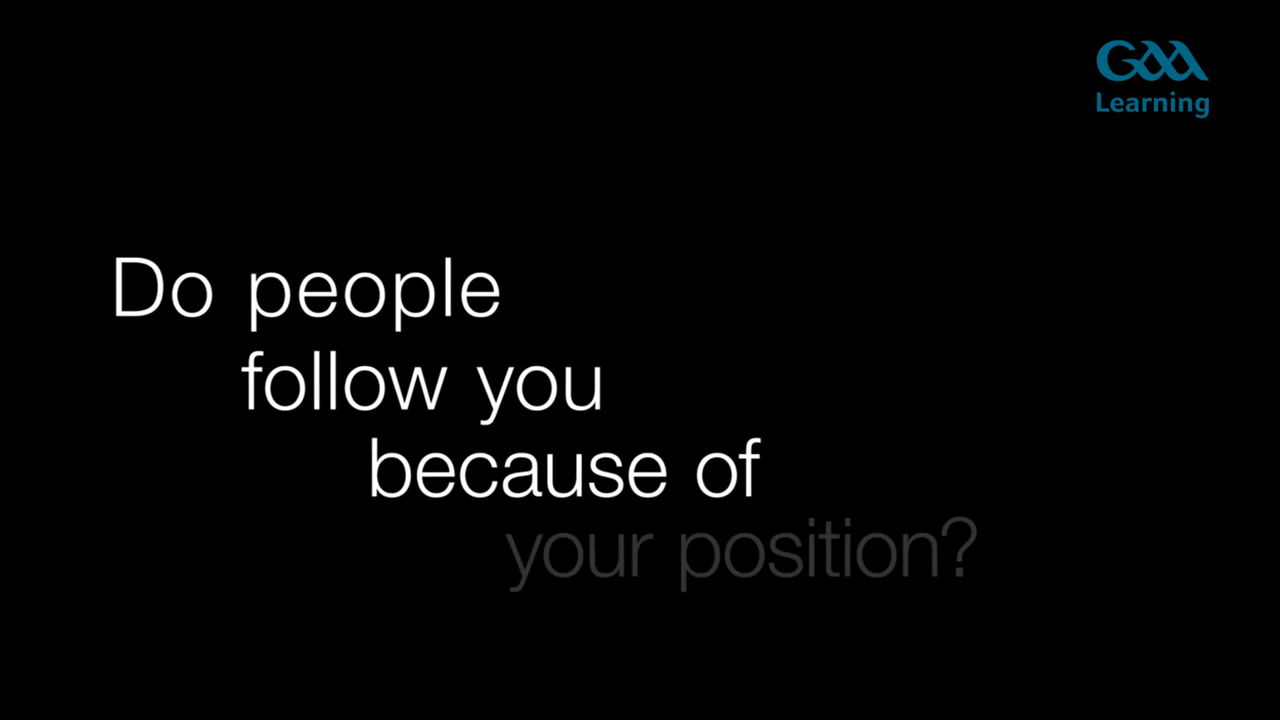 GAA
Learning
Do people
follow you
because of
your position?